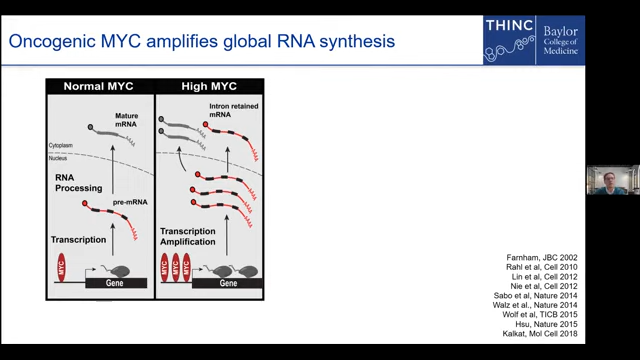 Oncogenic MYC amplifies global RNA synthesis
THINC
Baylor
College of
Medicine
Normal MYC
High MYC
Mature
mRNA
Intron retained
mRNA
Cytoplasm
Nucleus
RNA
Processing
pre-mRNA
Transcription
Transcription
Amplification
MYC
Gene
MYC
MYC
MYC
Gene
Farnham, JBC 2002
Rahl et al, Cell 2010
Lin et al, Cell 2012
Nie et al, Cell 2012
Sabo et al, Nature 2014
Walz et al., Nature 2014
Wolf et al, TICB 2015
Hsu, Nature 2015
Kalkat, Mol Cell 2018